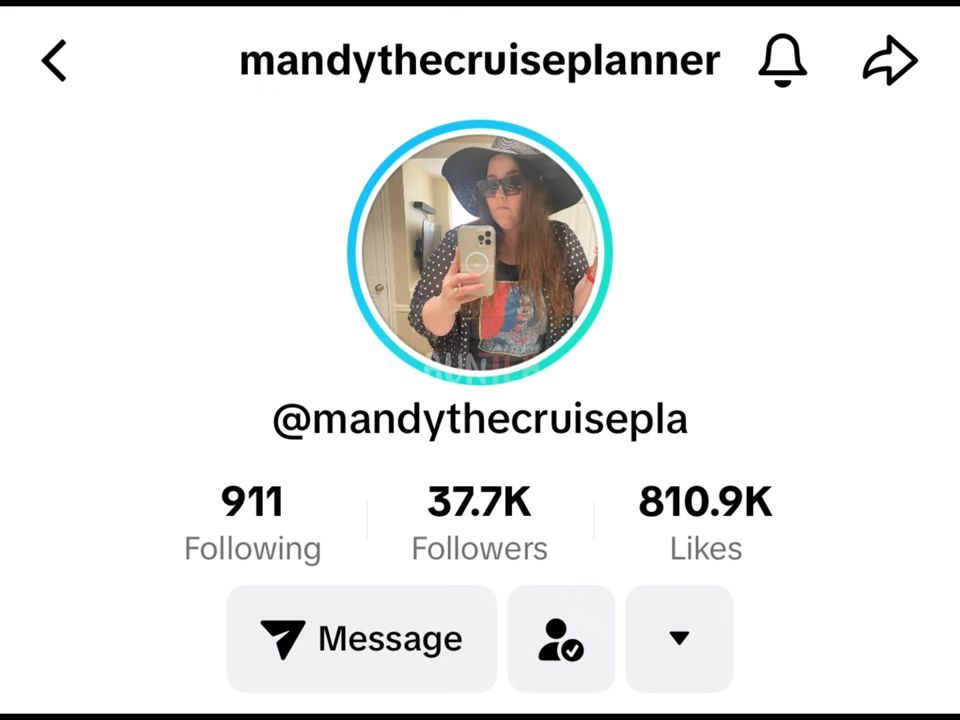 mandythecruiseplanner
@mandythecruisepla
911 37.7K 810.9K
Following Followers Likes
Message